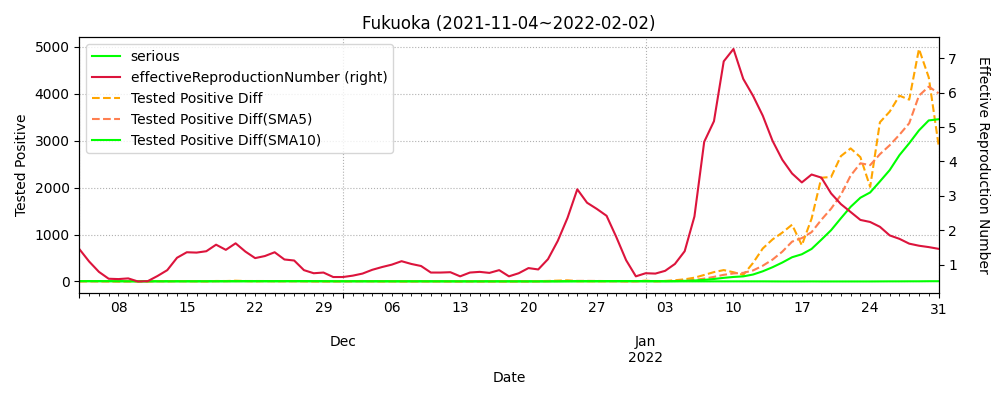 Fukuoka (2021-11-04~2022-02-02)
serious
effectiveReproductionNumber (right)
Tested Positive Diff
Tested Positive Diff(SMA5)
Tested Positive Diff(SMA10)
Tested Positive
5000
4000
3000
2000
1000
0
7
6
5
4
3
2
1
Effective Reproduction Number
08 15 22 29 06 13 20 27 03 10 17 24 31
Dec Jan
2022
Date